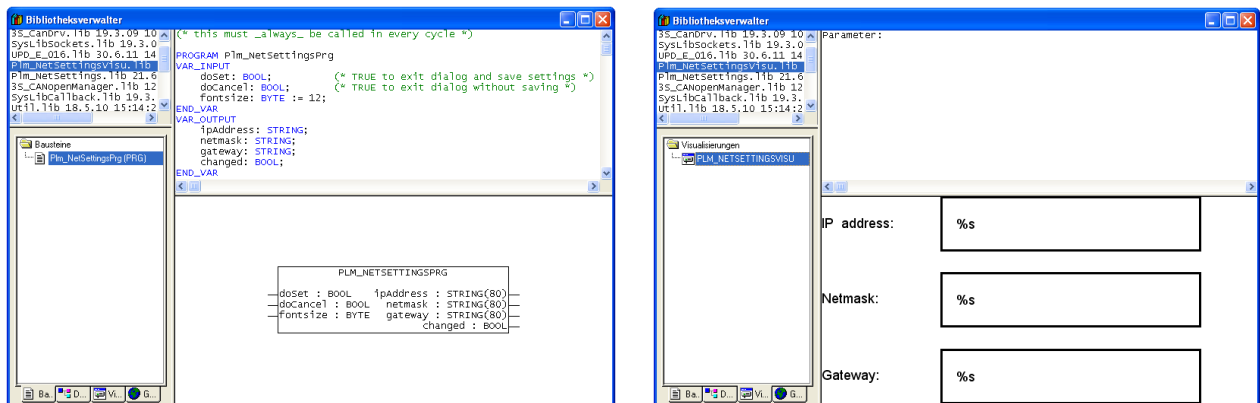 Bibliotheksverwalter
3S_CanDrv.lib 19.3.09 10
SysLibSockets.lib 19.3.0
UPD_E_016.lib 30.6.11 14
Plm_NetSettingsVisu.lib
Plm_NetSettings.lib 21.6
3S_CANopenManager.lib 12
SysLibCallback.lib 19.3.
Util.lib 18.5.10 15:14:2
Bausteine
Plm_NetSettingsPrg (PRG)
Ba.. D... Vi... G...
(* this must _always_ be called in every cycle *)
PROGRAM Plm_NetSettingsPrg
VAR_INPUT
doSet: BOOL; (* TRUE to exit dialog and save settings *)
doCancel: BOOL; (* TRUE to exit dialog without saving *)
fontsize: BYTE := 12;
END_VAR
VAR_OUTPUT
ipAddress: STRING;
netmask: STRING;
gateway: STRING;
changed: BOOL;
END_VAR
PLM_NETSETTINGSPRG
doSet : BOOL ipAddress : STRING(80)
doCancel : BOOL netmask : STRING(80)
fontsize : BYTE gateway : STRING(80)
changed : BOOL
Bibliotheksverwalter
3S_CanDrv.lib 19.3.09 10
SysLibSockets.lib 19.3.0
UPD_E_016.lib 30.6.11 14
Plm_NetSettingsVisu.lib
Plm_NetSettings.lib 21.6
3S_CANopenManager.lib 12
SysLibCallback.lib 19.3.
Util.lib 18.5.10 15:14:2
Visualisierungen
PLM_NETSETTINGSVISU
Ba.. D... Vi... G...
Parameter:
IP address: %s
Netmask: %s
Gateway: %s